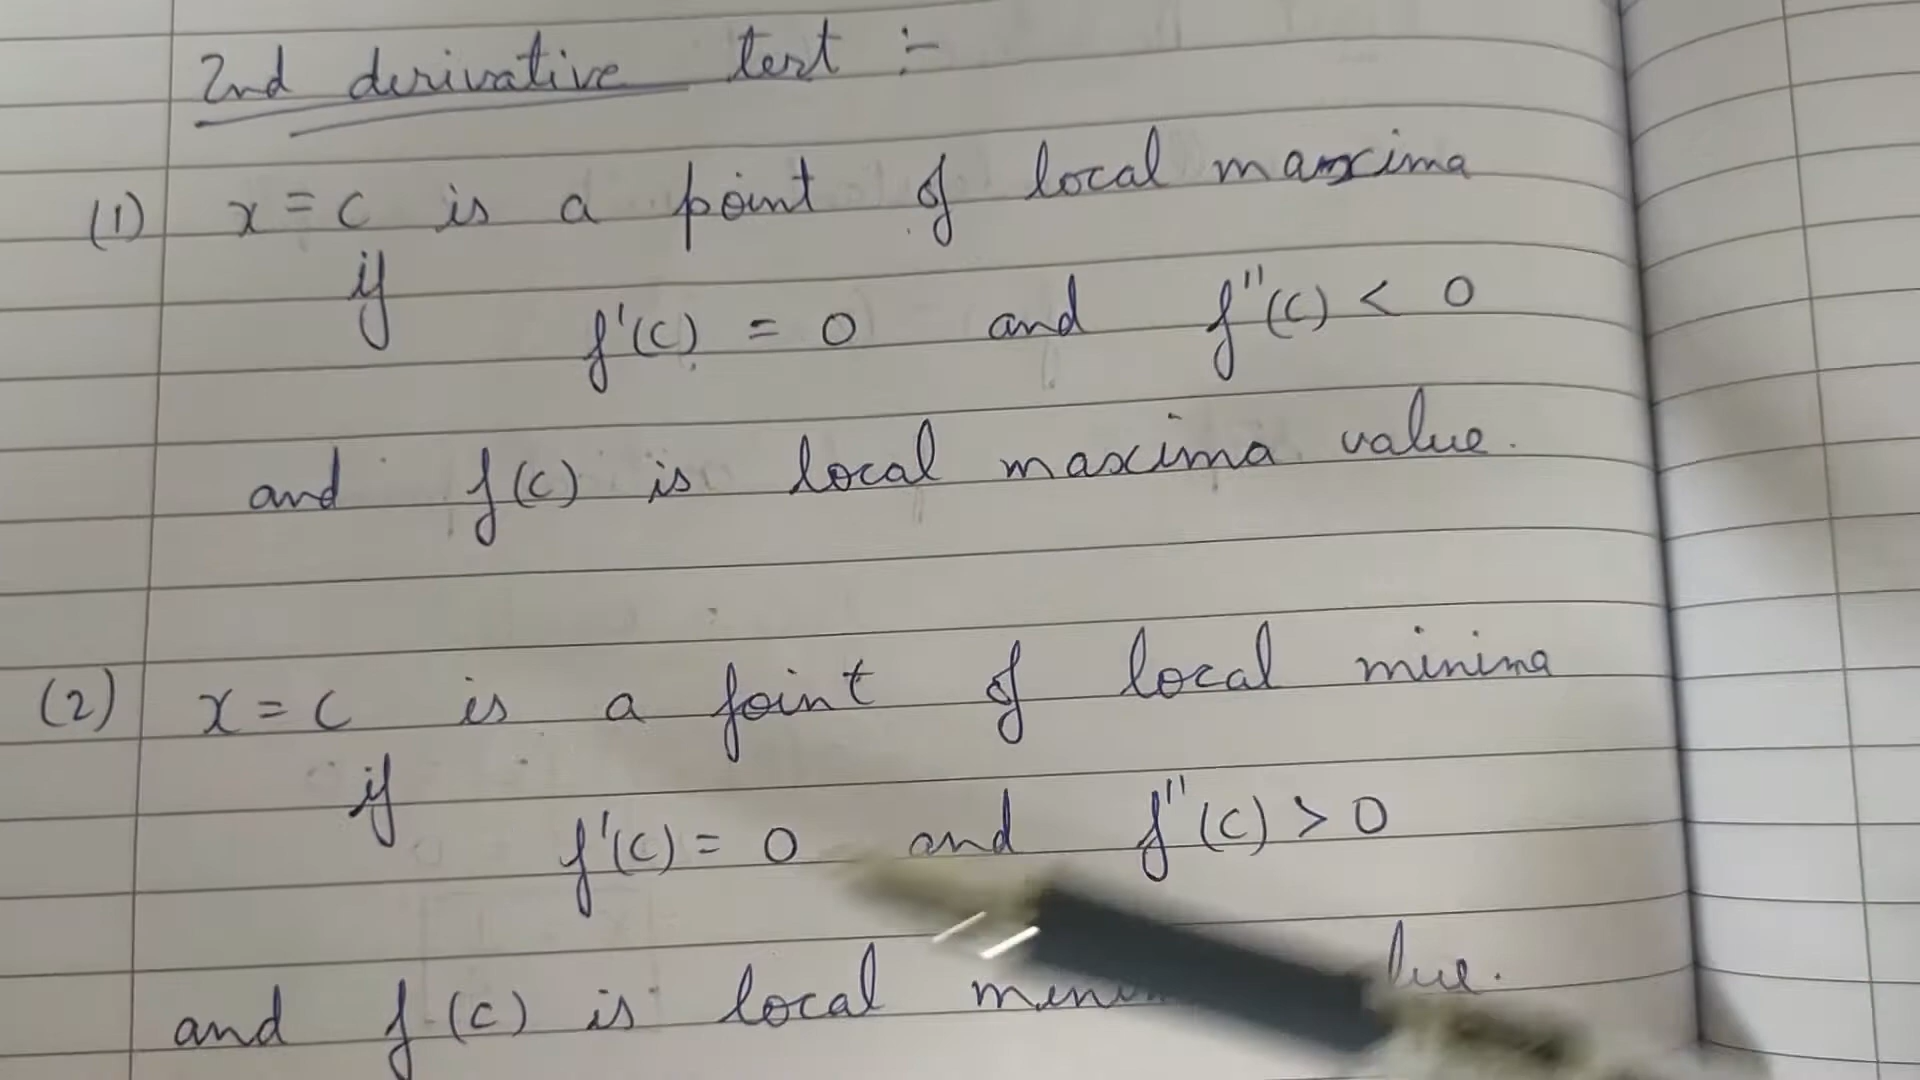 2nd derivative test :-
(1) x = c is a point of local maxima
if
f'(c) = 0 and f''(c) < 0
and f(c) is local maxima value.
(2) x = c is a point of local minima
if
f'(c) = 0 and f''(c) > 0
and f(c) is local